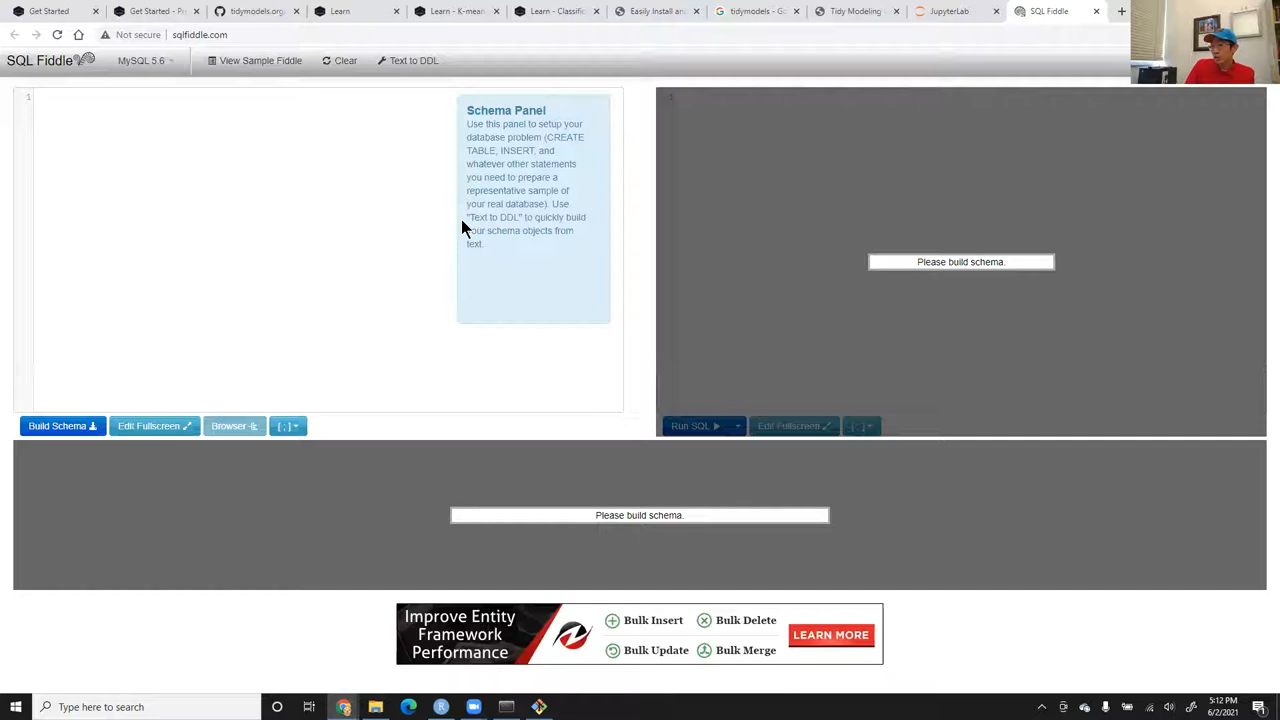 Get Started
Get Started - Pe
tidymodels.org
Learn
Learn - K-mean
Learn - Classific
Easily Install an
tidymodels - Go
Tidy Modeling
JupyterLab
SQL Fiddle
Not secure
sqlfiddle.com
SQL Fiddle
MySQL 5.6
View Sample Fiddle
Clear
Text to DDL
1
Schema Panel
Use this panel to setup your
database problem (CREATE
TABLE, INSERT, and
whatever other statements
you need to prepare a
representative sample of
your real database). Use
"Text to DDL" to quickly build
your schema objects from
text.
1
Please build schema.
Build Schema
Edit Fullscreen
Browser
[ ; ]
Run SQL
Edit Fullscreen
[ ; ]
Please build schema.
Improve Entity
Framework
Performance
Bulk Insert
Bulk Delete
Bulk Update
Bulk Merge
LEARN MORE
Type here to search
5:12 PM
6/2/2021